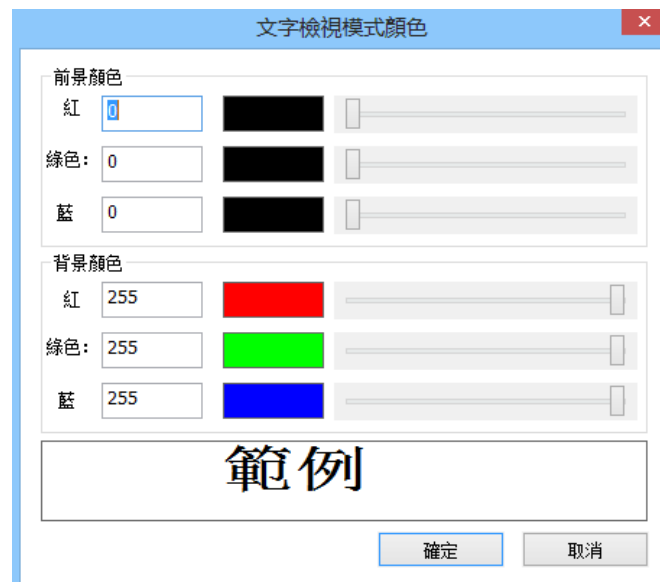 文字檢視模式顏色
前景顏色
紅 0
綠色: 0
藍 0
背景顏色
紅 255
綠色: 255
藍 255
範例
確定 取消